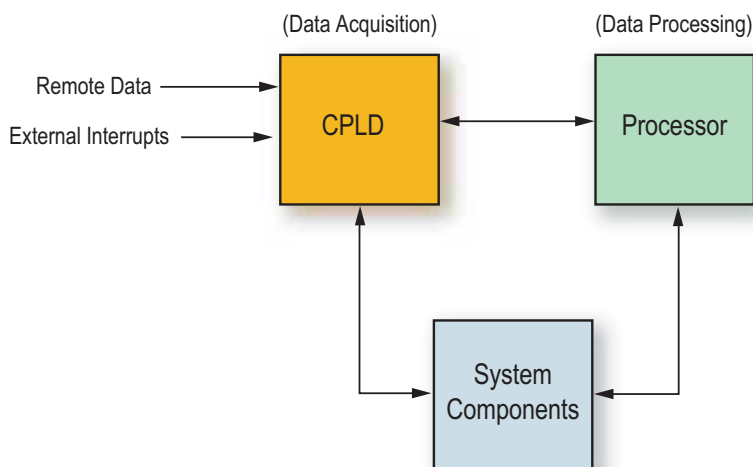 (Data Acquisition)
(Data Processing)
Remote Data
External Interrupts
CPLD
Processor
System
Components